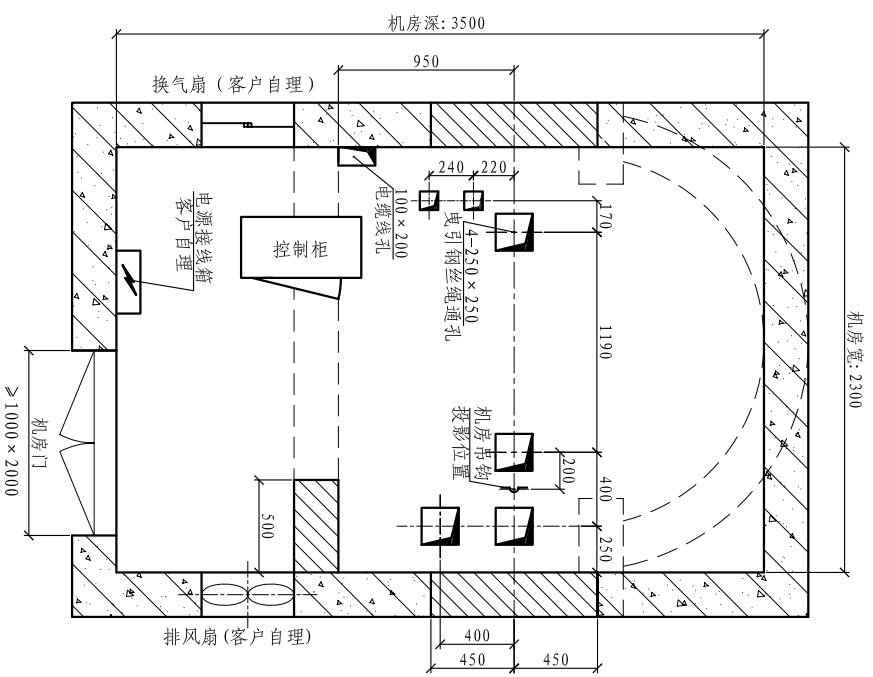 机房深:3500
950
换气扇(客户自理)
240
220
100×200
电缆线孔
170
电源接线箱
客户自理
控制柜
4-250×250
曳引钢丝绳通孔
1190
机房宽:2300
机房吊钩
投影位置
200
400
机房门
≥1000×2000
500
250
排风扇(客户自理)
400
450
450